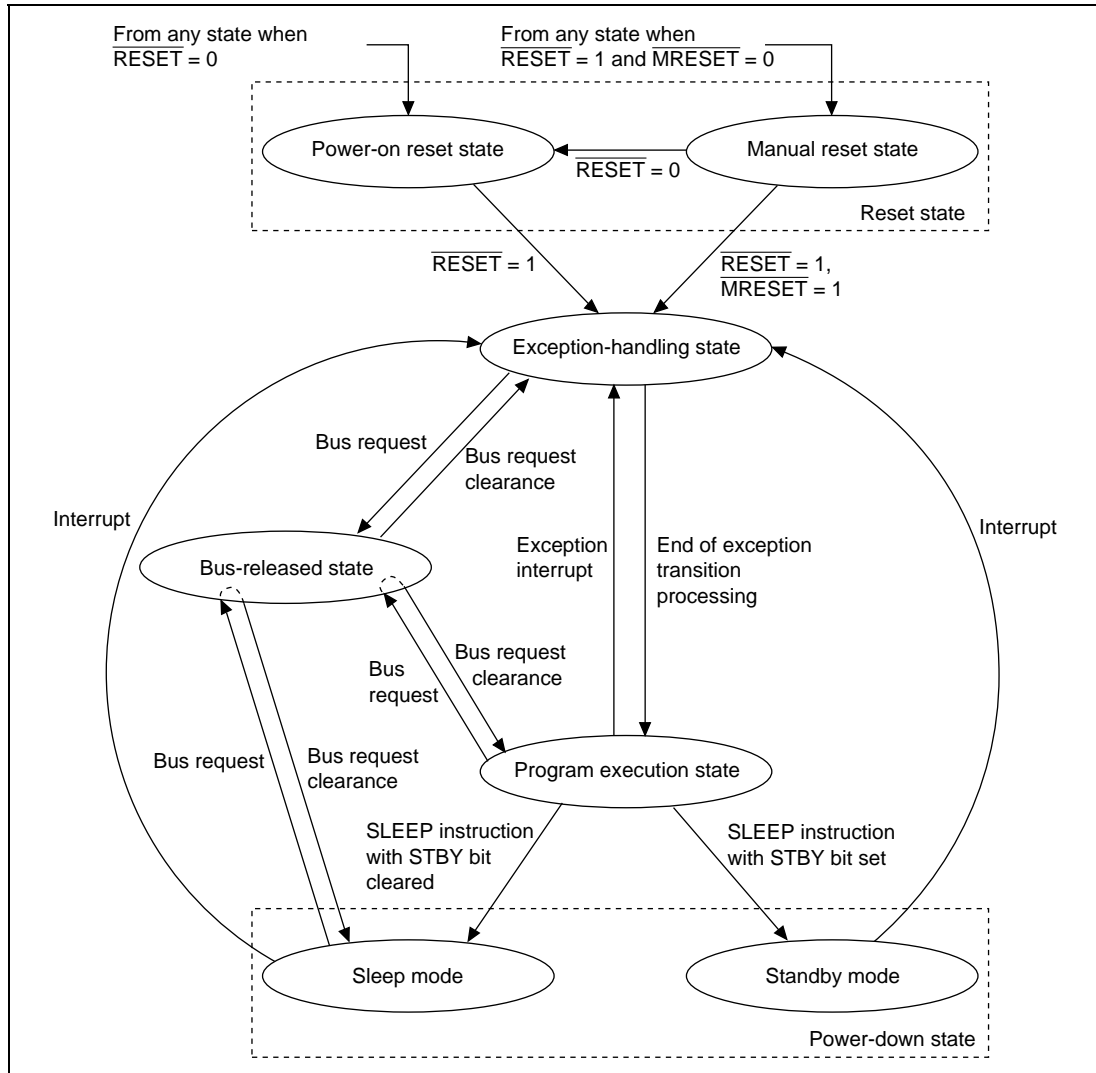 From any state when
RESET = 0
From any state when
RESET = 1 and MRESET = 0
Power-on reset state
RESET = 0
Manual reset state
Reset state
RESET = 1
RESET = 1,
MRESET = 1
Exception-handling state
Bus request
Bus request
clearance
Interrupt
Interrupt
Bus-released state
Exception
interrupt
End of exception
transition
processing
Bus
request
Bus request
clearance
Bus request
Bus request
clearance
Program execution state
SLEEP instruction
with STBY bit
cleared
SLEEP instruction
with STBY bit set
Sleep mode
Standby mode
Power-down state